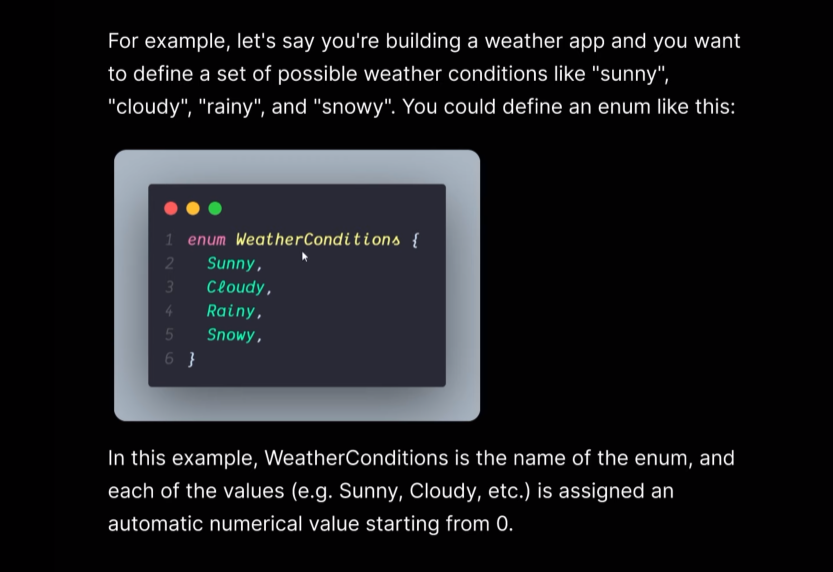 For example, let's say you're building a weather app and you want
to define a set of possible weather conditions like "sunny",
"cloudy", "rainy", and "snowy". You could define an enum like this:
1 enum WeatherConditions {
2   Sunny,
3   Cloudy,
4   Rainy,
5   Snowy,
6 }
In this example, WeatherConditions is the name of the enum, and
each of the values (e.g. Sunny, Cloudy, etc.) is assigned an
automatic numerical value starting from 0.